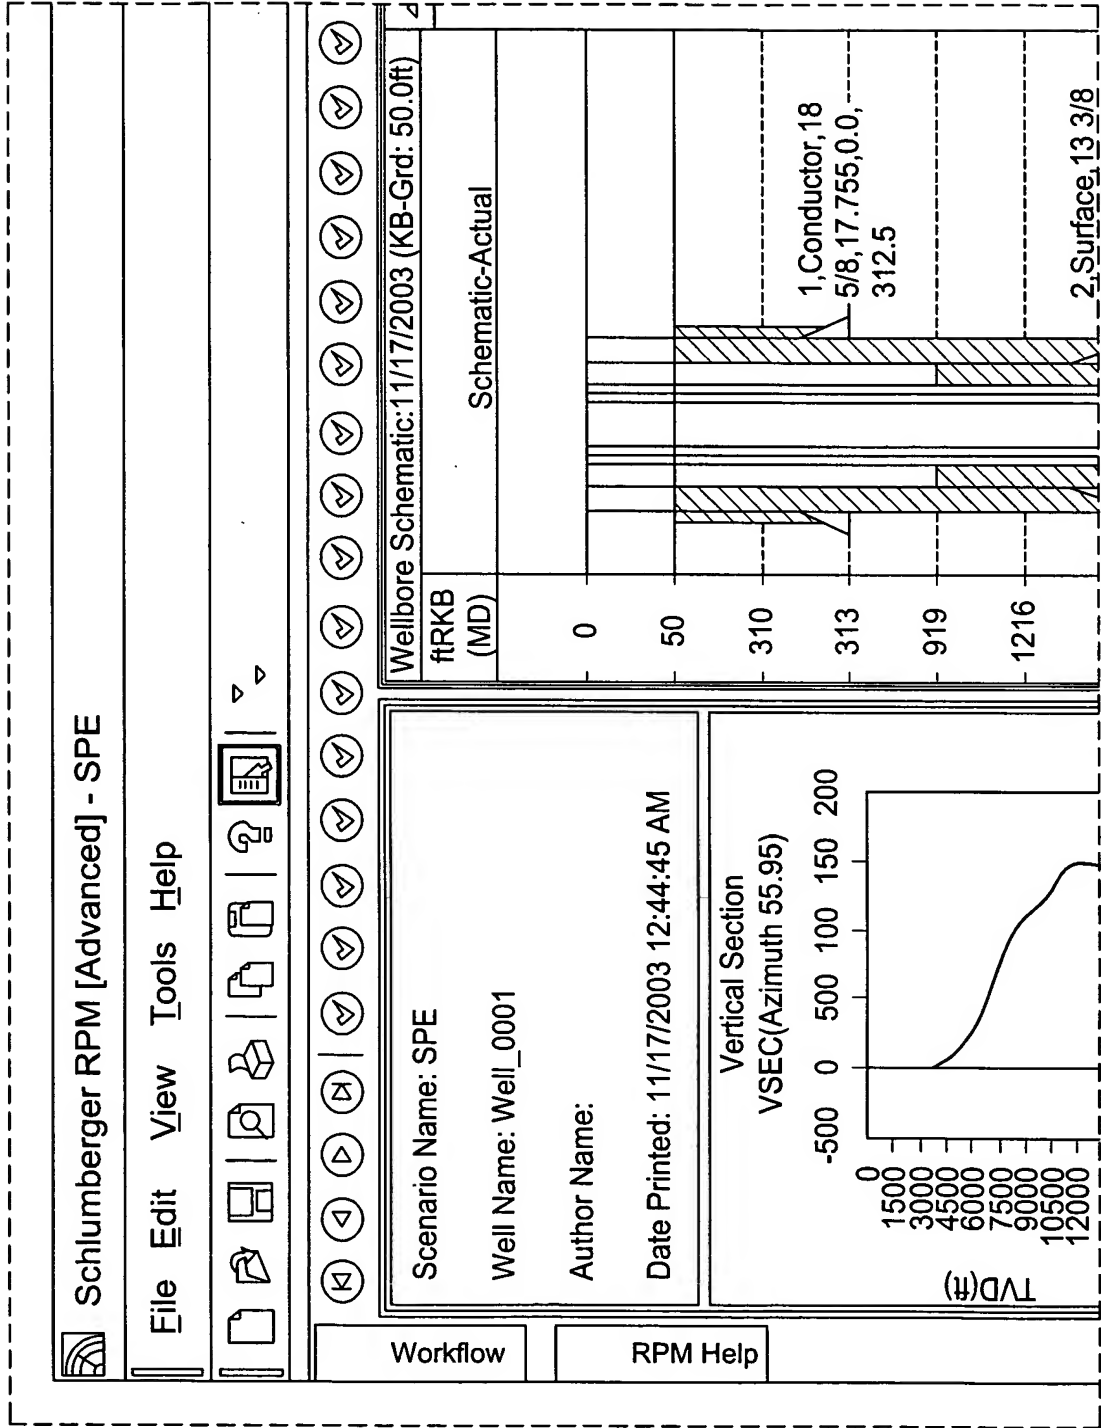 Schlumberger RPM [Advanced] - SPE
File Edit View Tools Help
Workflow
RPM Help
Scenario Name: SPE
Well Name: Well_0001
Author Name:
Date Printed: 11/17/2003 12:44:45 AM
Vertical Section
VSEC(Azimuth 55.95)
-500 0 500 100 150 200
TVD(ft)
0
1500
3000
4500
6000
7500
9000
10500
12000
Wellbore Schematic:11/17/2003 (KB-Grd: 50.0ft)
ftRKB
(MD)
Schematic-Actual
0
50
310
313
919
1216
1,Conductor,18
5/8,17.755,0.0,
312.5
2,Surface,13 3/8